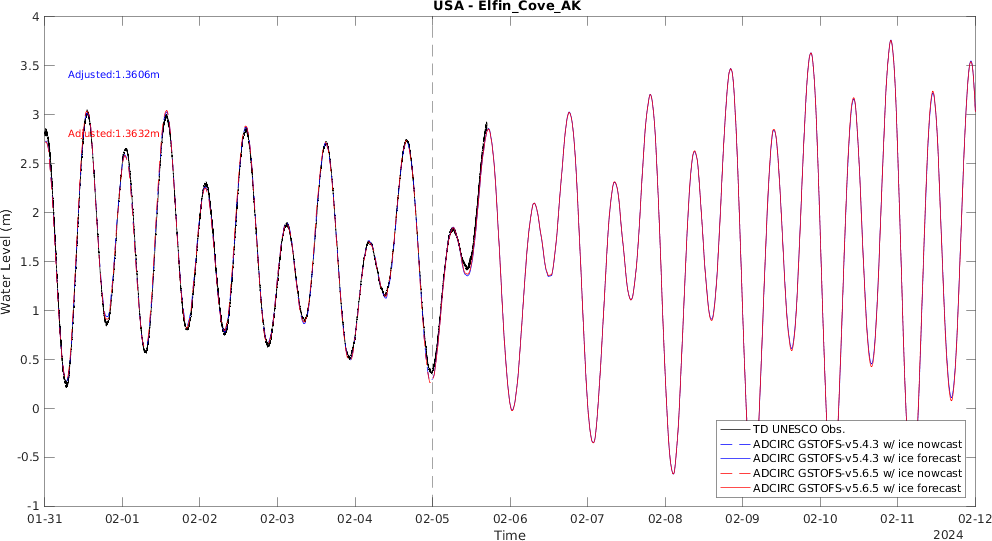 USA - Elfin_Cove_AK
4
3.5
3
2.5
2
1.5
1
0.5
0
-0.5
-1
Water Level (m)
Adjusted:1.3606m
Adjusted:1.3632m
TD UNESCO Obs.
ADCIRC GSTOFS-v5.4.3 w/ ice nowcast
ADCIRC GSTOFS-v5.4.3 w/ ice forecast
ADCIRC GSTOFS-v5.6.5 w/ ice nowcast
ADCIRC GSTOFS-v5.6.5 w/ ice forecast
01-31 02-01 02-02 02-03 02-04 02-05 02-06 02-07 02-08 02-09 02-10 02-11 02-12
Time
2024